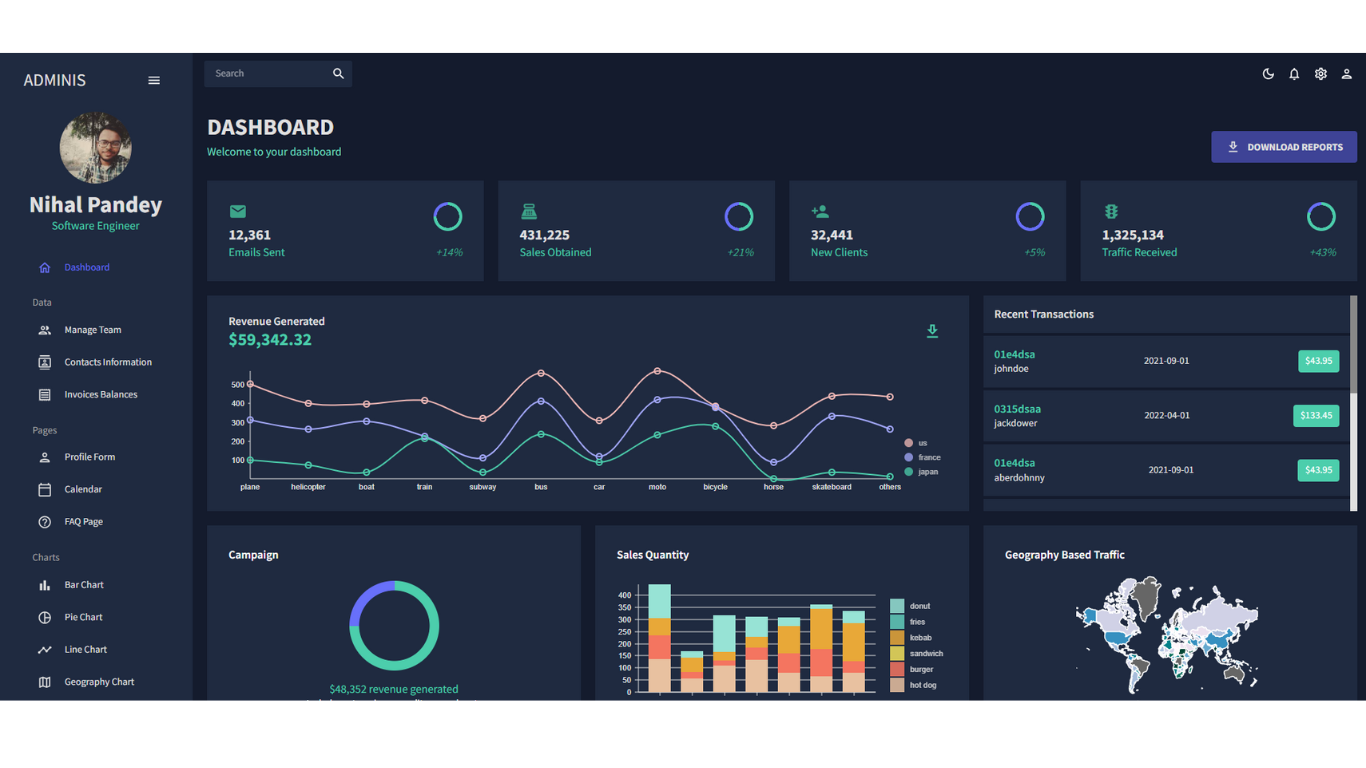 ADMINIS
Search
Nihal Pandey
Software Engineer
Dashboard
Data
Manage Team
Contacts Information
Invoices Balances
Pages
Profile Form
Calendar
FAQ Page
Charts
Bar Chart
Pie Chart
Line Chart
Geography Chart
DASHBOARD
Welcome to your dashboard
DOWNLOAD REPORTS
12,361
Emails Sent
+14%
431,225
Sales Obtained
+21%
32,441
New Clients
+5%
1,325,134
Traffic Received
+43%
Revenue Generated
$59,342.32
500
400
300
200
100
plane helicopter boat train subway bus car moto bicycle horse skateboard others
us
france
japan
Recent Transactions
01e4dsa
johndoe
2021-09-01
$43.95
0315dsaa
jackdower
2022-04-01
$133.45
01e4dsa
aberdohnny
2021-09-01
$43.95
Campaign
$48,352 revenue generated
Sales Quantity
400
350
300
250
200
150
100
50
0
donut
fries
kebab
sandwich
burger
hot dog
Geography Based Traffic